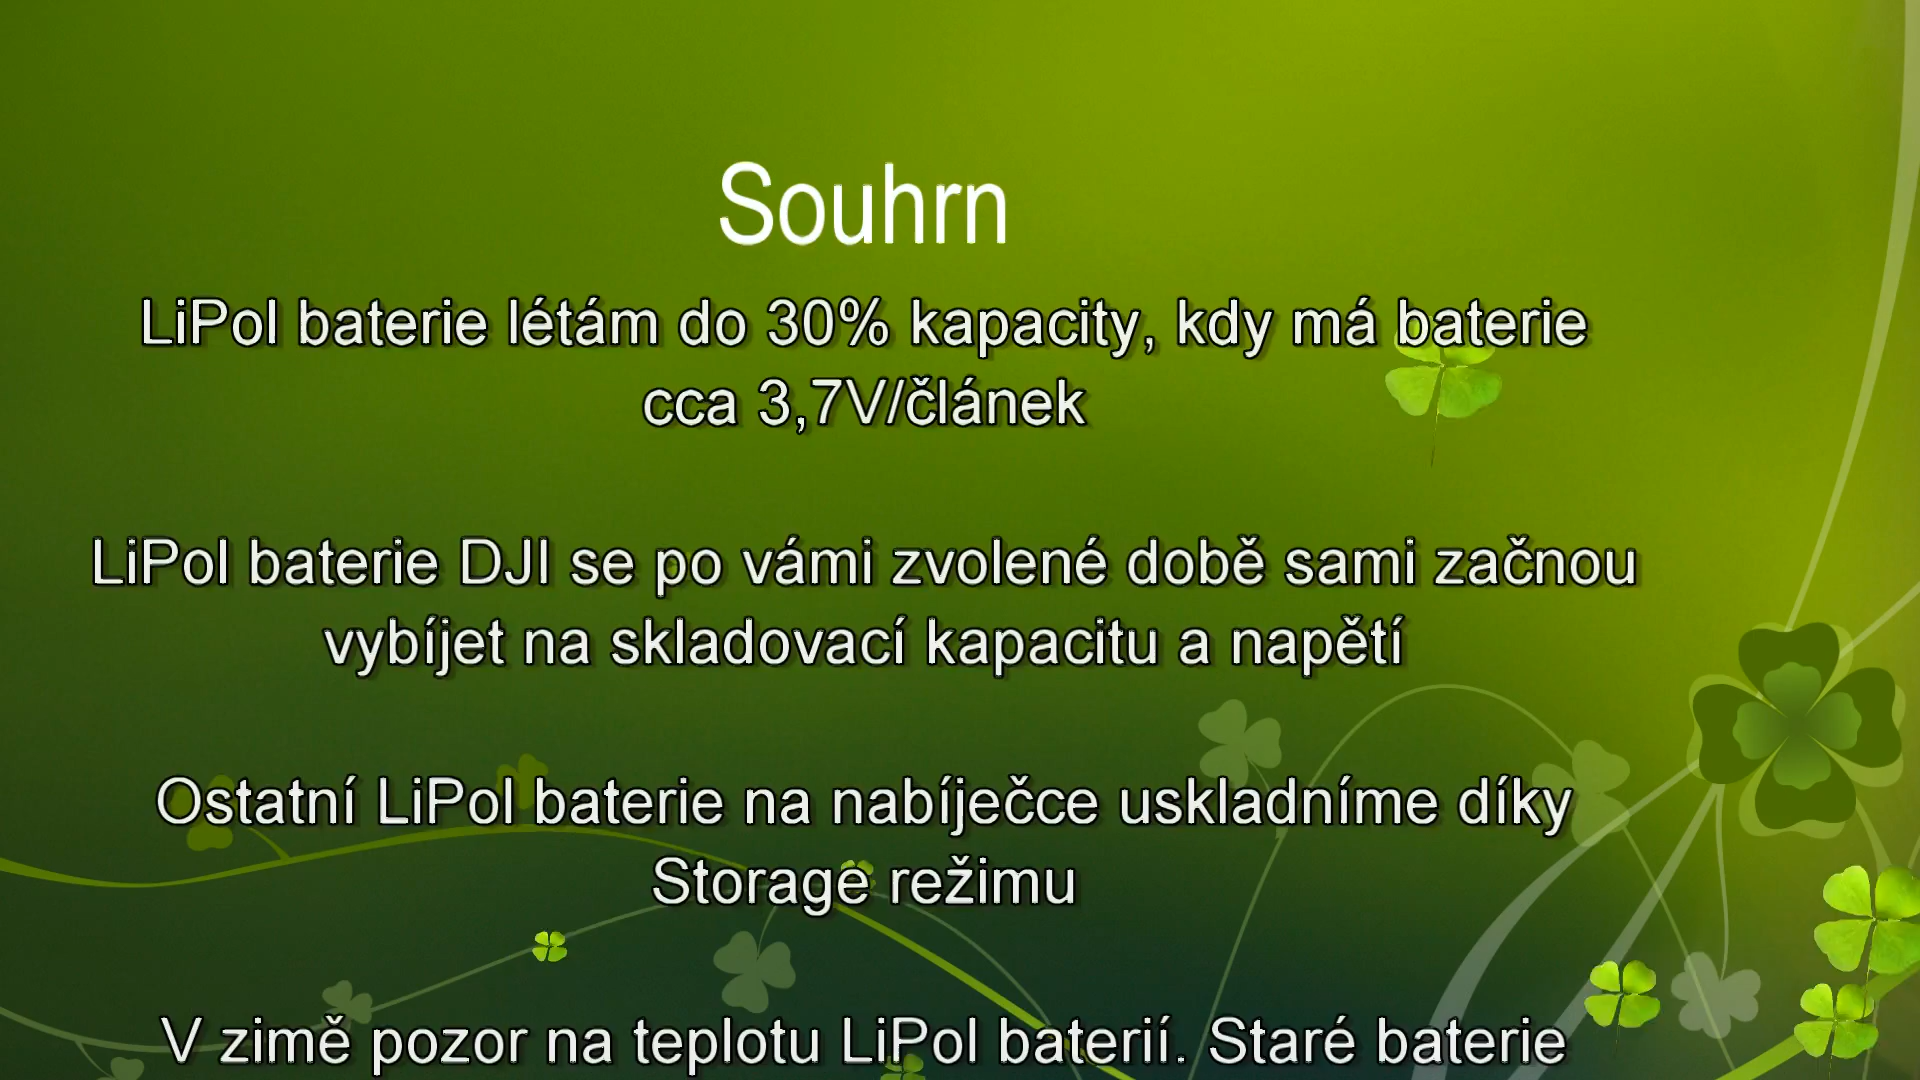 Souhrn
LiPol baterie létám do 30% kapacity, kdy má baterie
cca 3,7V/článek
LiPol baterie DJI se po vámi zvolené době sami začnou
vybíjet na skladovací kapacitu a napětí
Ostatní LiPol baterie na nabíječce uskladníme díky
Storage režimu
V zimě pozor na teplotu LiPol baterií. Staré baterie